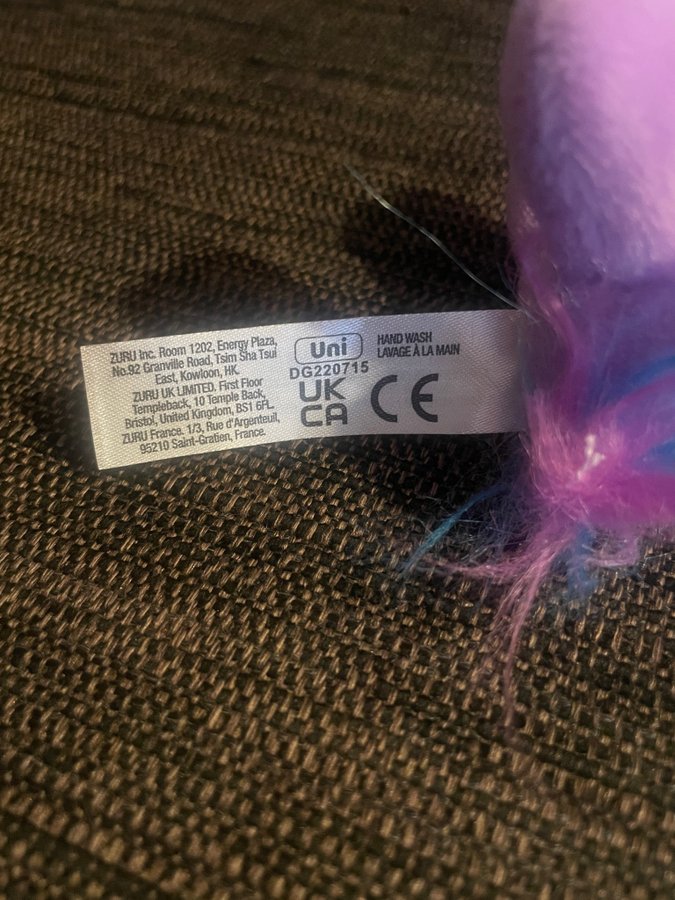 ZURU Inc. Room 1202, Energy Plaza,
No.92 Granville Road, Tsim Sha Tsui
East, Kowloon, HK.
ZURU UK LIMITED. First Floor
Templeback, 10 Temple Back,
Bristol, United Kingdom, BS1 6FL.
ZURU France. 1/3, Rue d'Argenteuil,
95210 Saint-Gratien, France.
Uni
DG220715
UK
CA
CE
HAND WASH
LAVAGE À LA MAIN